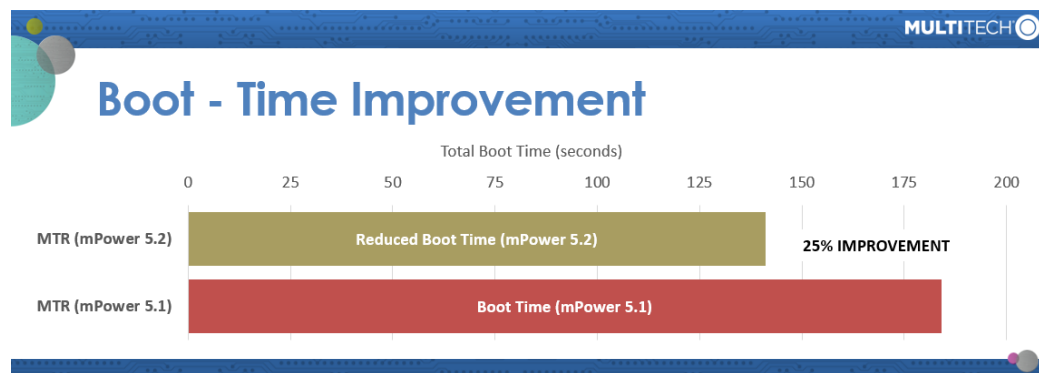 MULTITECH
Boot - Time Improvement
Total Boot Time (seconds)
0 25 50 75 100 125 150 175 200
MTR (mPower 5.2) Reduced Boot Time (mPower 5.2) 25% IMPROVEMENT
MTR (mPower 5.1) Boot Time (mPower 5.1)